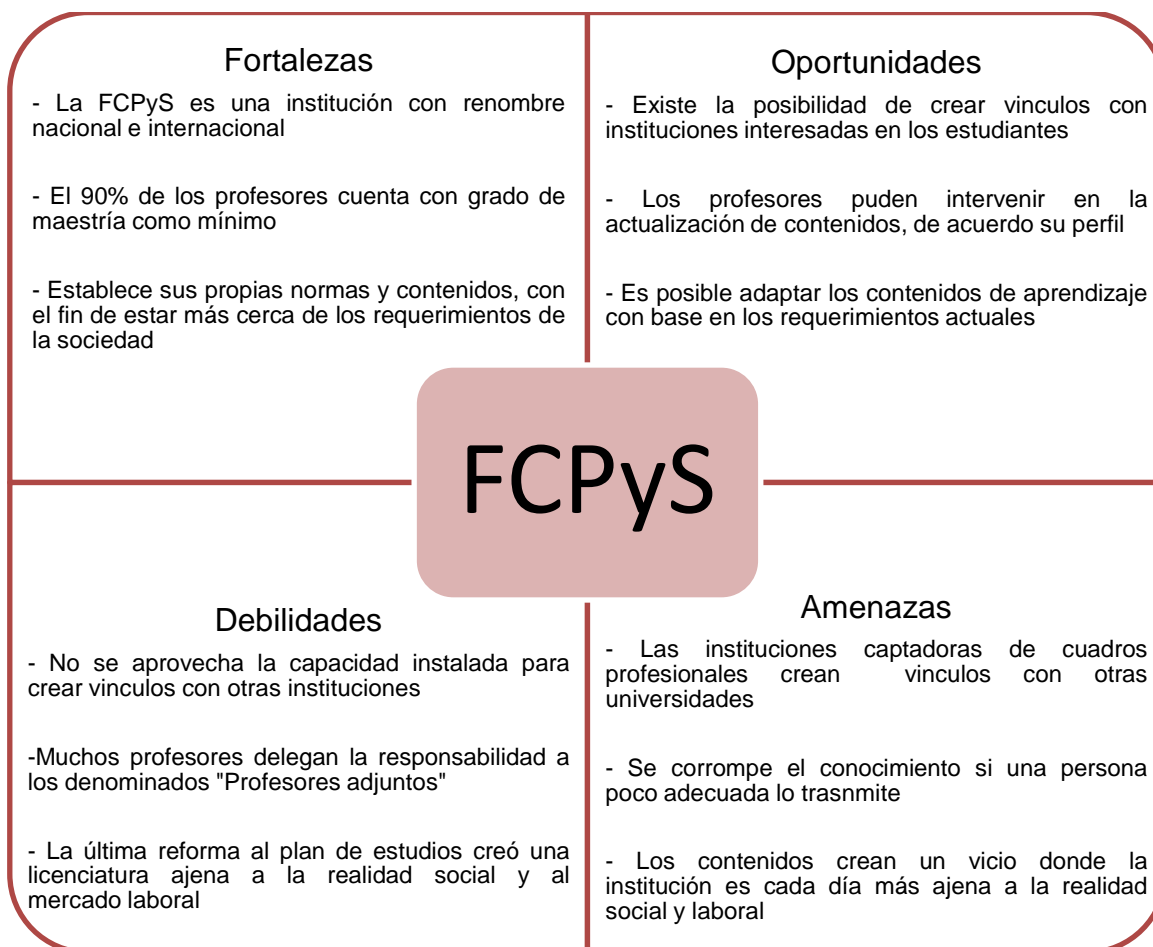 Fortalezas
- La FCPyS es una institución con renombre
nacional e internacional
- El 90% de los profesores cuenta con grado de
maestría como mínimo
- Establece sus propias normas y contenidos, con
el fin de estar más cerca de los requerimientos de
la sociedad
Oportunidades
- Existe la posibilidad de crear vinculos con
instituciones interesadas en los estudiantes
- Los profesores puden intervenir en la
actualización de contenidos, de acuerdo su perfil
- Es posible adaptar los contenidos de aprendizaje
con base en los requerimientos actuales
FCPyS
Debilidades
- No se aprovecha la capacidad instalada para
crear vinculos con otras instituciones
-Muchos profesores delegan la responsabilidad a
los denominados "Profesores adjuntos"
- La última reforma al plan de estudios creó una
licenciatura ajena a la realidad social y al
mercado laboral
Amenazas
- Las instituciones captadoras de cuadros
profesionales crean vinculos con otras
universidades
- Se corrompe el conocimiento si una persona
poco adecuada lo trasnmite
- Los contenidos crean un vicio donde la
institución es cada día más ajena a la realidad
social y laboral